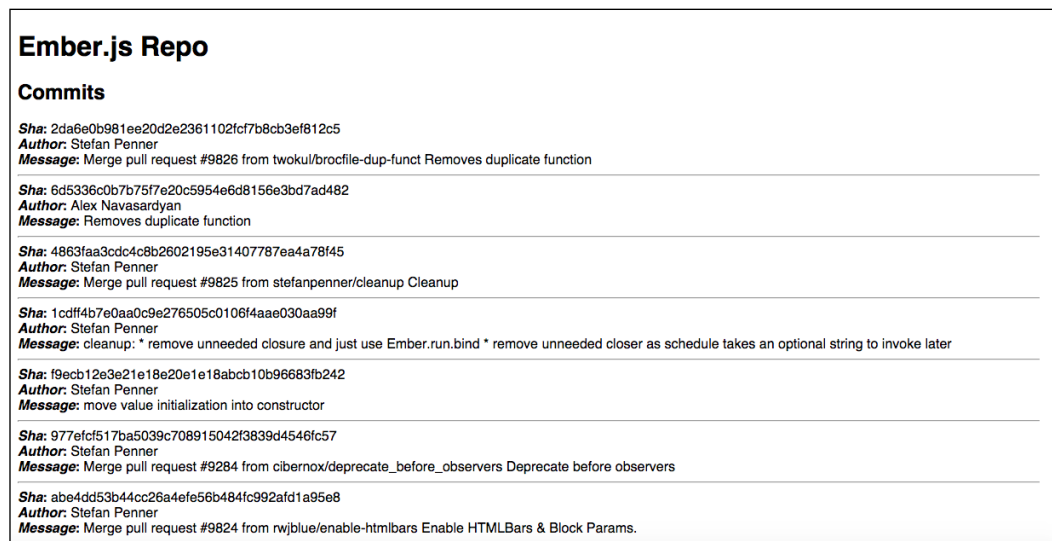 Ember.js Repo
Commits
Sha: 2da6e0b981ee20d2e2361102fcf7b8cb3ef812c5
Author: Stefan Penner
Message: Merge pull request #9826 from twokul/brocfile-dup-funct Removes duplicate function
Sha: 6d5336c0b7b75f7e20c5954e6d8156e3bd7ad482
Author: Alex Navasardyan
Message: Removes duplicate function
Sha: 4863faa3cdc4c8b2602195e31407787ea4a78f45
Author: Stefan Penner
Message: Merge pull request #9825 from stefanpenner/cleanup Cleanup
Sha: 1cdff4b7e0aa0c9e276505c0106f4aae030aa99f
Author: Stefan Penner
Message: cleanup: * remove unneeded closure and just use Ember.run.bind * remove unneeded closer as schedule takes an optional string to invoke later
Sha: f9ecb12e3e21e18e20e1e18abcb10b96683fb242
Author: Stefan Penner
Message: move value initialization into constructor
Sha: 977efcf517ba5039c708915042f3839d4546fc57
Author: Stefan Penner
Message: Merge pull request #9284 from cibernox/deprecate_before_observers Deprecate before observers
Sha: abe4dd53b44cc26a4efe56b484fc992afd1a95e8
Author: Stefan Penner
Message: Merge pull request #9824 from rwjblue/enable-htmlbars Enable HTMLBars & Block Params.